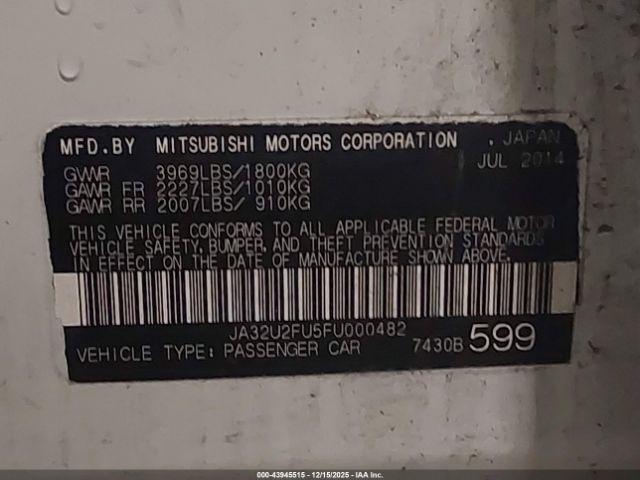 MFD.BY MITSUBISHI MOTORS CORPORATION , JAPAN
JUL 2014
GVWR 3969LBS/1800KG
GAWR FR 2227LBS/1010KG
GAWR RR 2007LBS/ 910KG
THIS VEHICLE CONFORMS TO ALL APPLICABLE FEDERAL MOTOR
VEHICLE SAFETY, BUMPER, AND THEFT PREVENTION STANDARDS
IN EFFECT ON THE DATE OF MANUFACTURE SHOWN ABOVE.
JA32U2FU5FU000482
VEHICLE TYPE: PASSENGER CAR 7430B 599
000-43945515 - 12/15/2025 - IAA Inc.